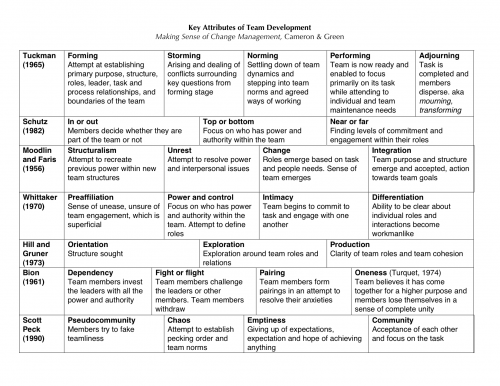 Key Attributes of Team Development
Making Sense of Change Management, Cameron & Green
Tuckman
(1965)
Forming
Attempt at establishing
primary purpose, structure,
roles, leader, task and
process relationships, and
boundaries of the team
Storming
Arising and dealing of
conflicts surrounding
key questions from
forming stage
Norming
Settling down of team
dynamics and
stepping into team
norms and agreed
ways of working
Performing
Team is now ready and
enabled to focus
primarily on its task
while attending to
individual and team
maintenance needs
Adjourning
Task is
completed and
members
disperse. aka
mourning,
transforming
Schutz
(1982)
In or out
Members decide whether they are
part of the team or not
Top or bottom
Focus on who has power and
authority within the team
Near or far
Finding levels of commitment and
engagement within their roles
Moodlin
and Faris
(1956)
Structuralism
Attempt to recreate
previous power within new
team structures
Unrest
Attempt to resolve power
and interpersonal issues
Change
Roles emerge based on task
and people needs. Sense of
team emerges
Integration
Team purpose and structure
emerge and accepted, action
towards team goals
Whittaker
(1970)
Preaffiliation
Sense of unease, unsure of
team engagement, which is
superficial
Power and control
Focus on who has power
and authority within the
team. Attempt to define
roles
Intimacy
Team begins to commit to
task and engage with one
another
Differentiation
Ability to be clear about
individual roles and
interactions become
workmanlike
Hill and
Gruner
(1973)
Orientation
Structure sought
Exploration
Exploration around team roles and
relations
Production
Clarity of team roles and team cohesion
Bion
(1961)
Dependency
Team members invest
the leaders with all the
power and authority
Fight or flight
Team members challenge
the leaders or other
members. Team members
withdraw
Pairing
Team members form
pairings in an attempt to
resolve their anxieties
Oneness (Turquet, 1974)
Team believes it has come
together for a higher purpose and
members lose themselves in a
sense of complete unity
Scott
Peck
(1990)
Pseudocommunity
Members try to fake
teamliness
Chaos
Attempt to establish
pecking order and
team norms
Emptiness
Giving up of expectations,
expectation and hope of achieving
anything
Community
Acceptance of each other
and focus on the task